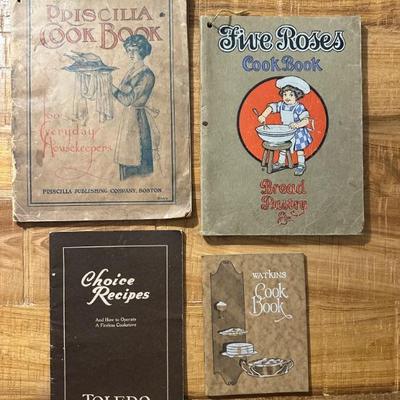 PRISCILLA
COOK BOOK
For
Everyday
Housekeepers
PRISCILLA PUBLISHING COMPANY, BOSTON
Five Roses
Cook Book
Bread
Pastry
Choice
Recipes
And How to Operate
A Fireless Cookstove
TOLEDO
WATKINS
Cook
Book